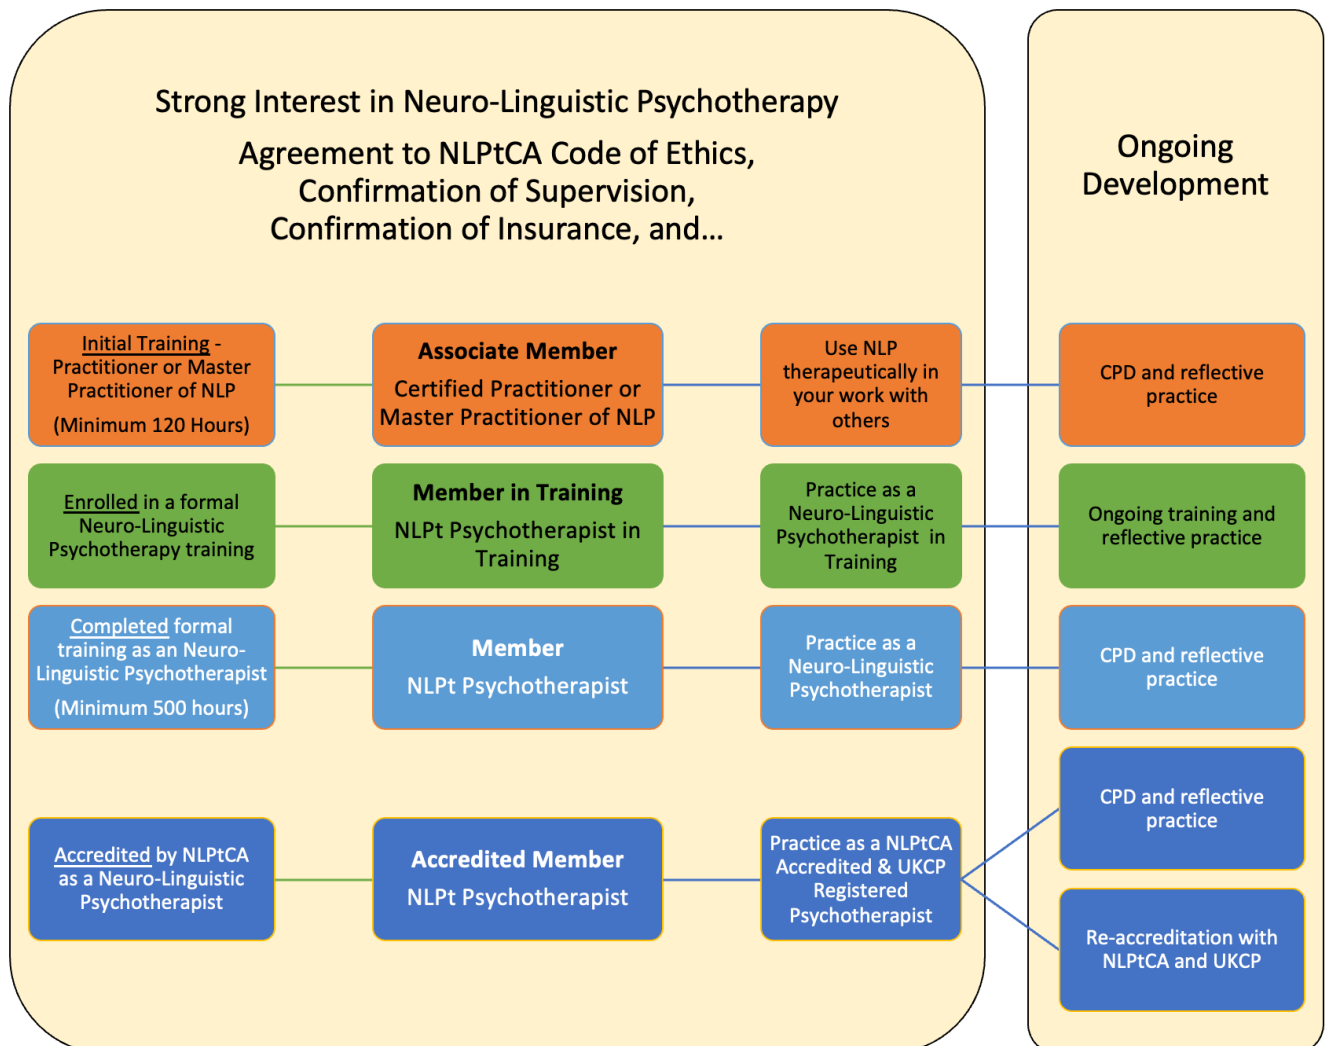 Strong Interest in Neuro-Linguistic Psychotherapy
Agreement to NLPtCA Code of Ethics,
Confirmation of Supervision,
Confirmation of Insurance, and...
Ongoing
Development
Initial Training -
Practitioner or Master
Practitioner of NLP
(Minimum 120 Hours)
Associate Member
Certified Practitioner or
Master Practitioner of NLP
Use NLP
therapeutically in
your work with
others
CPD and reflective
practice
Enrolled in a formal
Neuro-Linguistic
Psychotherapy training
Member in Training
NLPt Psychotherapist in
Training
Practice as a
Neuro-Linguistic
Psychotherapist in
Training
Ongoing training and
reflective practice
Completed formal
training as an Neuro-
Linguistic Psychotherapist
(Minimum 500 hours)
Member
NLPt Psychotherapist
Practice as a
Neuro-Linguistic
Psychotherapist
CPD and reflective
practice
Accredited by NLPtCA
as a Neuro-Linguistic
Psychotherapist
Accredited Member
NLPt Psychotherapist
Practice as a NLPtCA
Accredited & UKCP
Registered
Psychotherapist
CPD and reflective
practice
Re-accreditation with
NLPtCA and UKCP